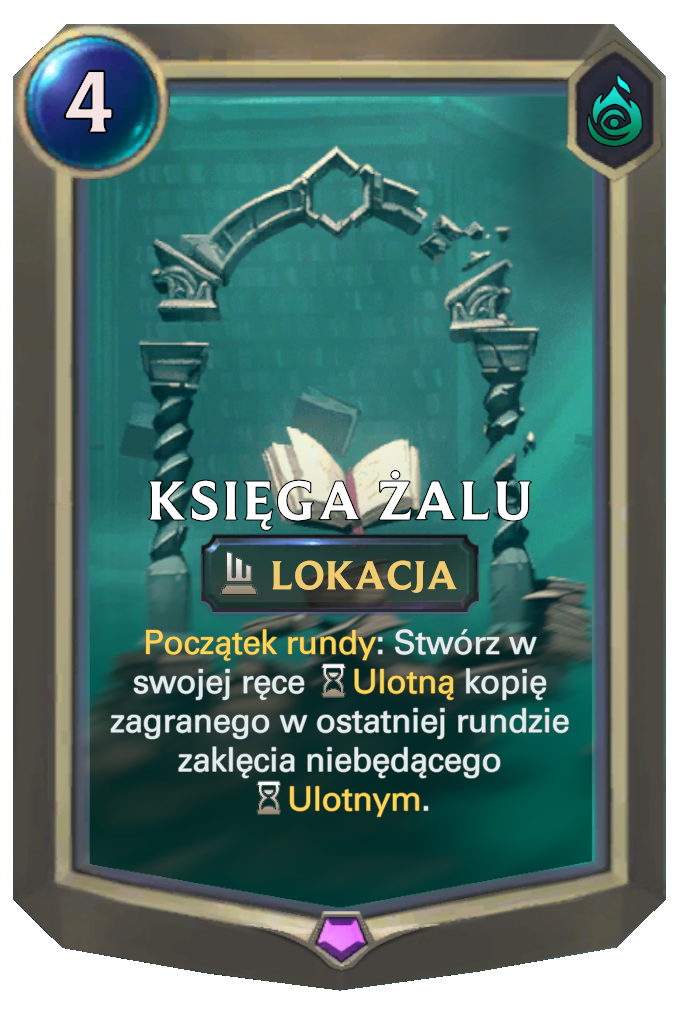 4
KSIĘGA ŻALU
LOKACJA
Początek rundy: Stwórz w
swojej ręce Ulotną kopię
zagranego w ostatniej rundzie
zaklęcia niebędącego
Ulotnym.